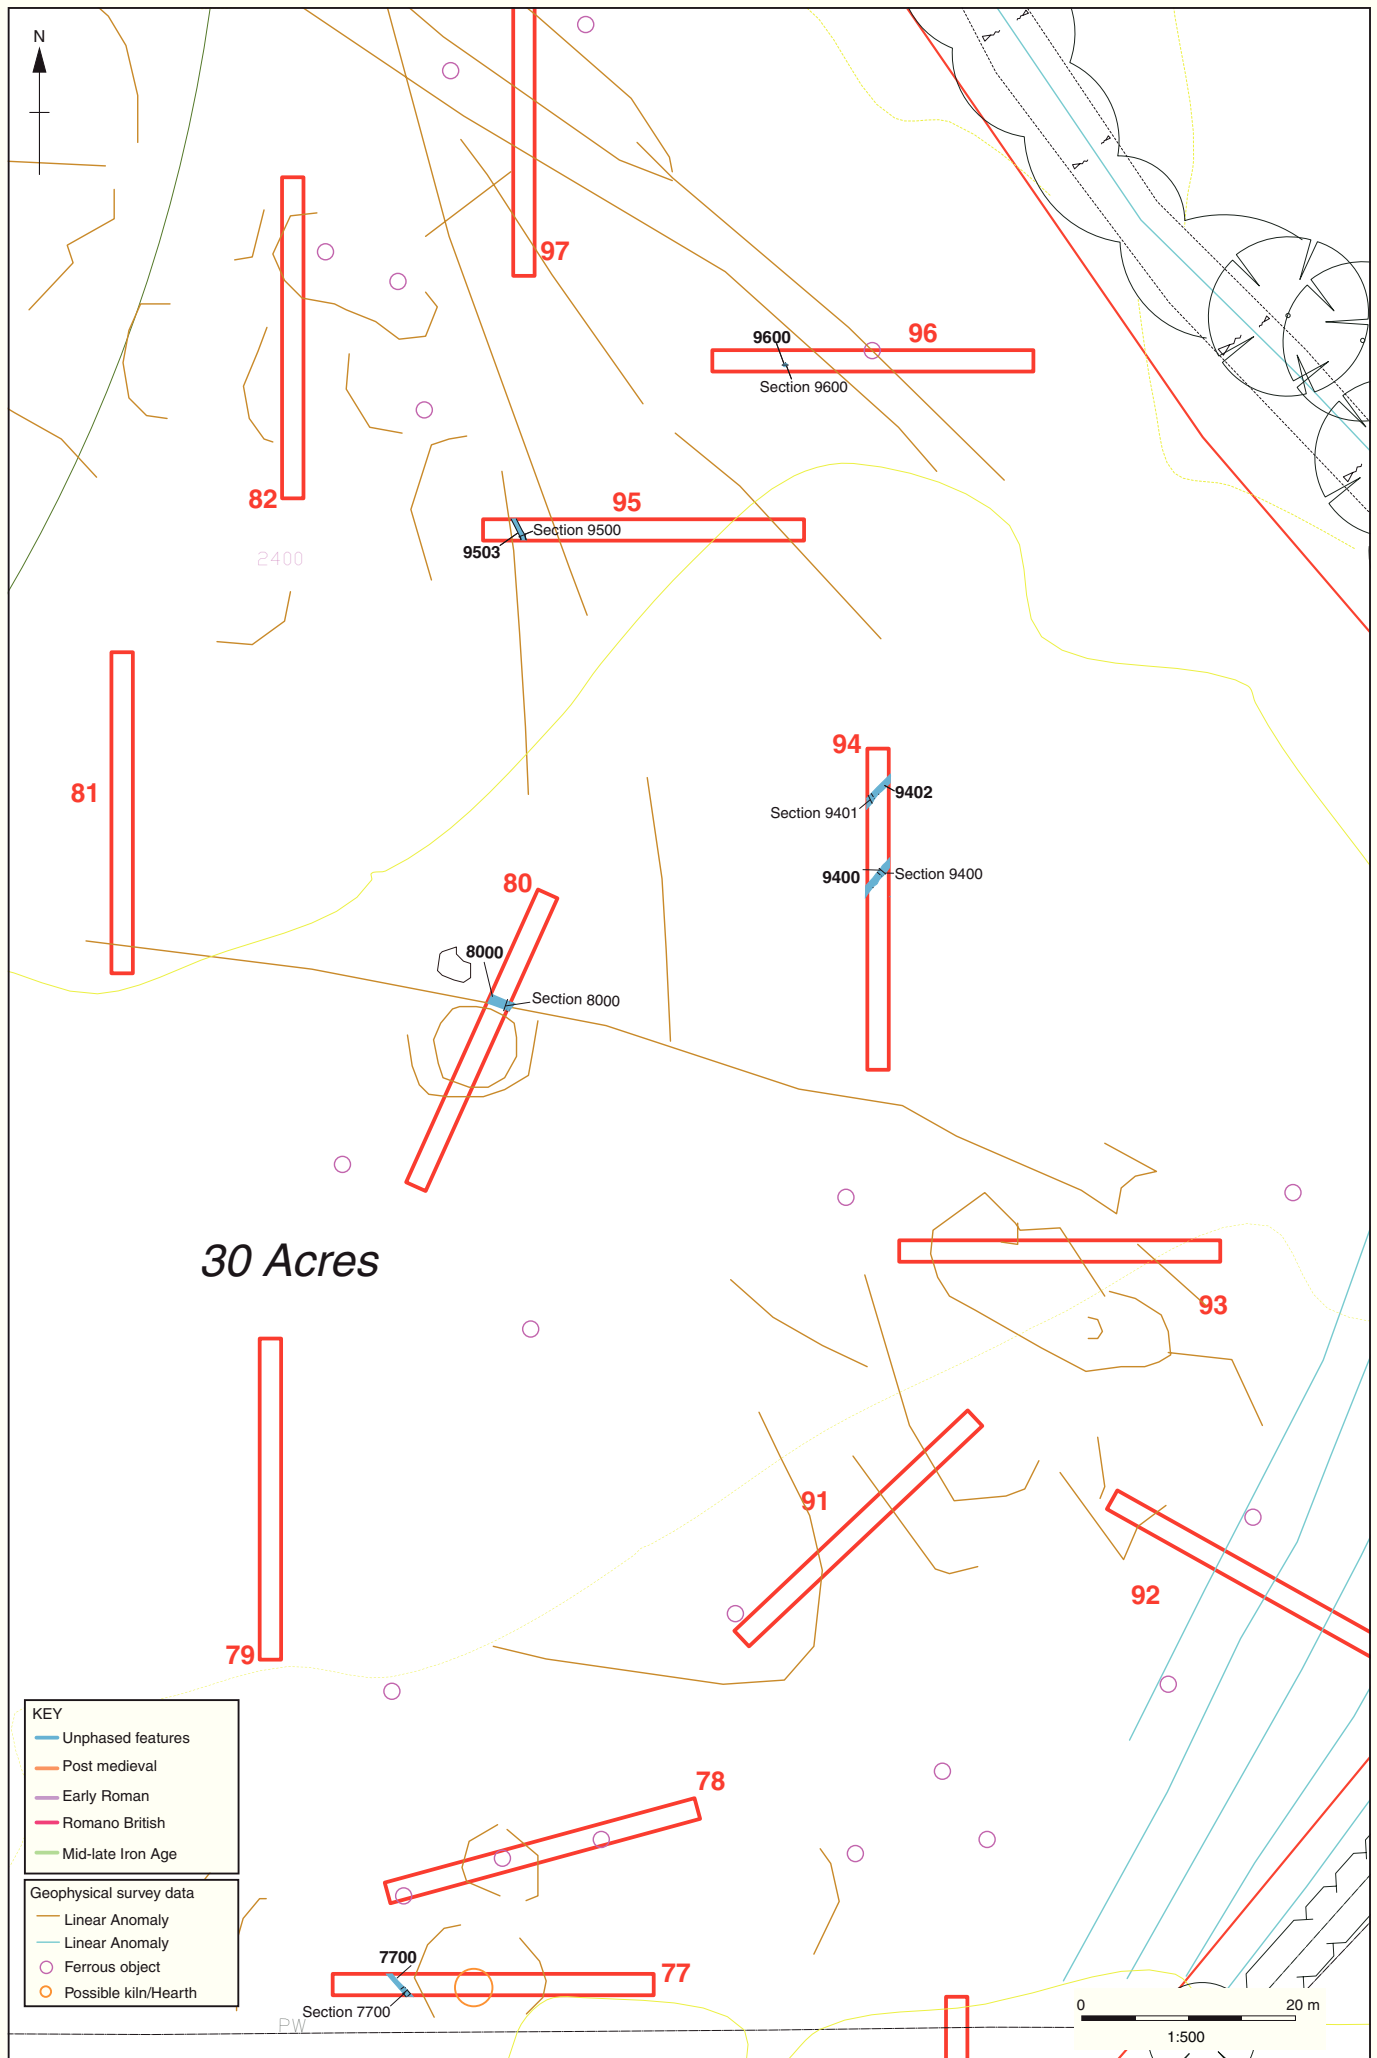 N
97
9600
96
Section 9600
82
95
Section 9500
9503
2400
94
81
9402
Section 9401
80
9400
Section 9400
8000
Section 8000
30 Acres
93
91
92
79
KEY
Unphased features
Post medieval
Early Roman
Romano British
Mid-late Iron Age
78
Geophysical survey data
Linear Anomaly
Linear Anomaly
Ferrous object
Possible kiln/Hearth
7700
77
Section 7700
PW
0 20 m
1:500